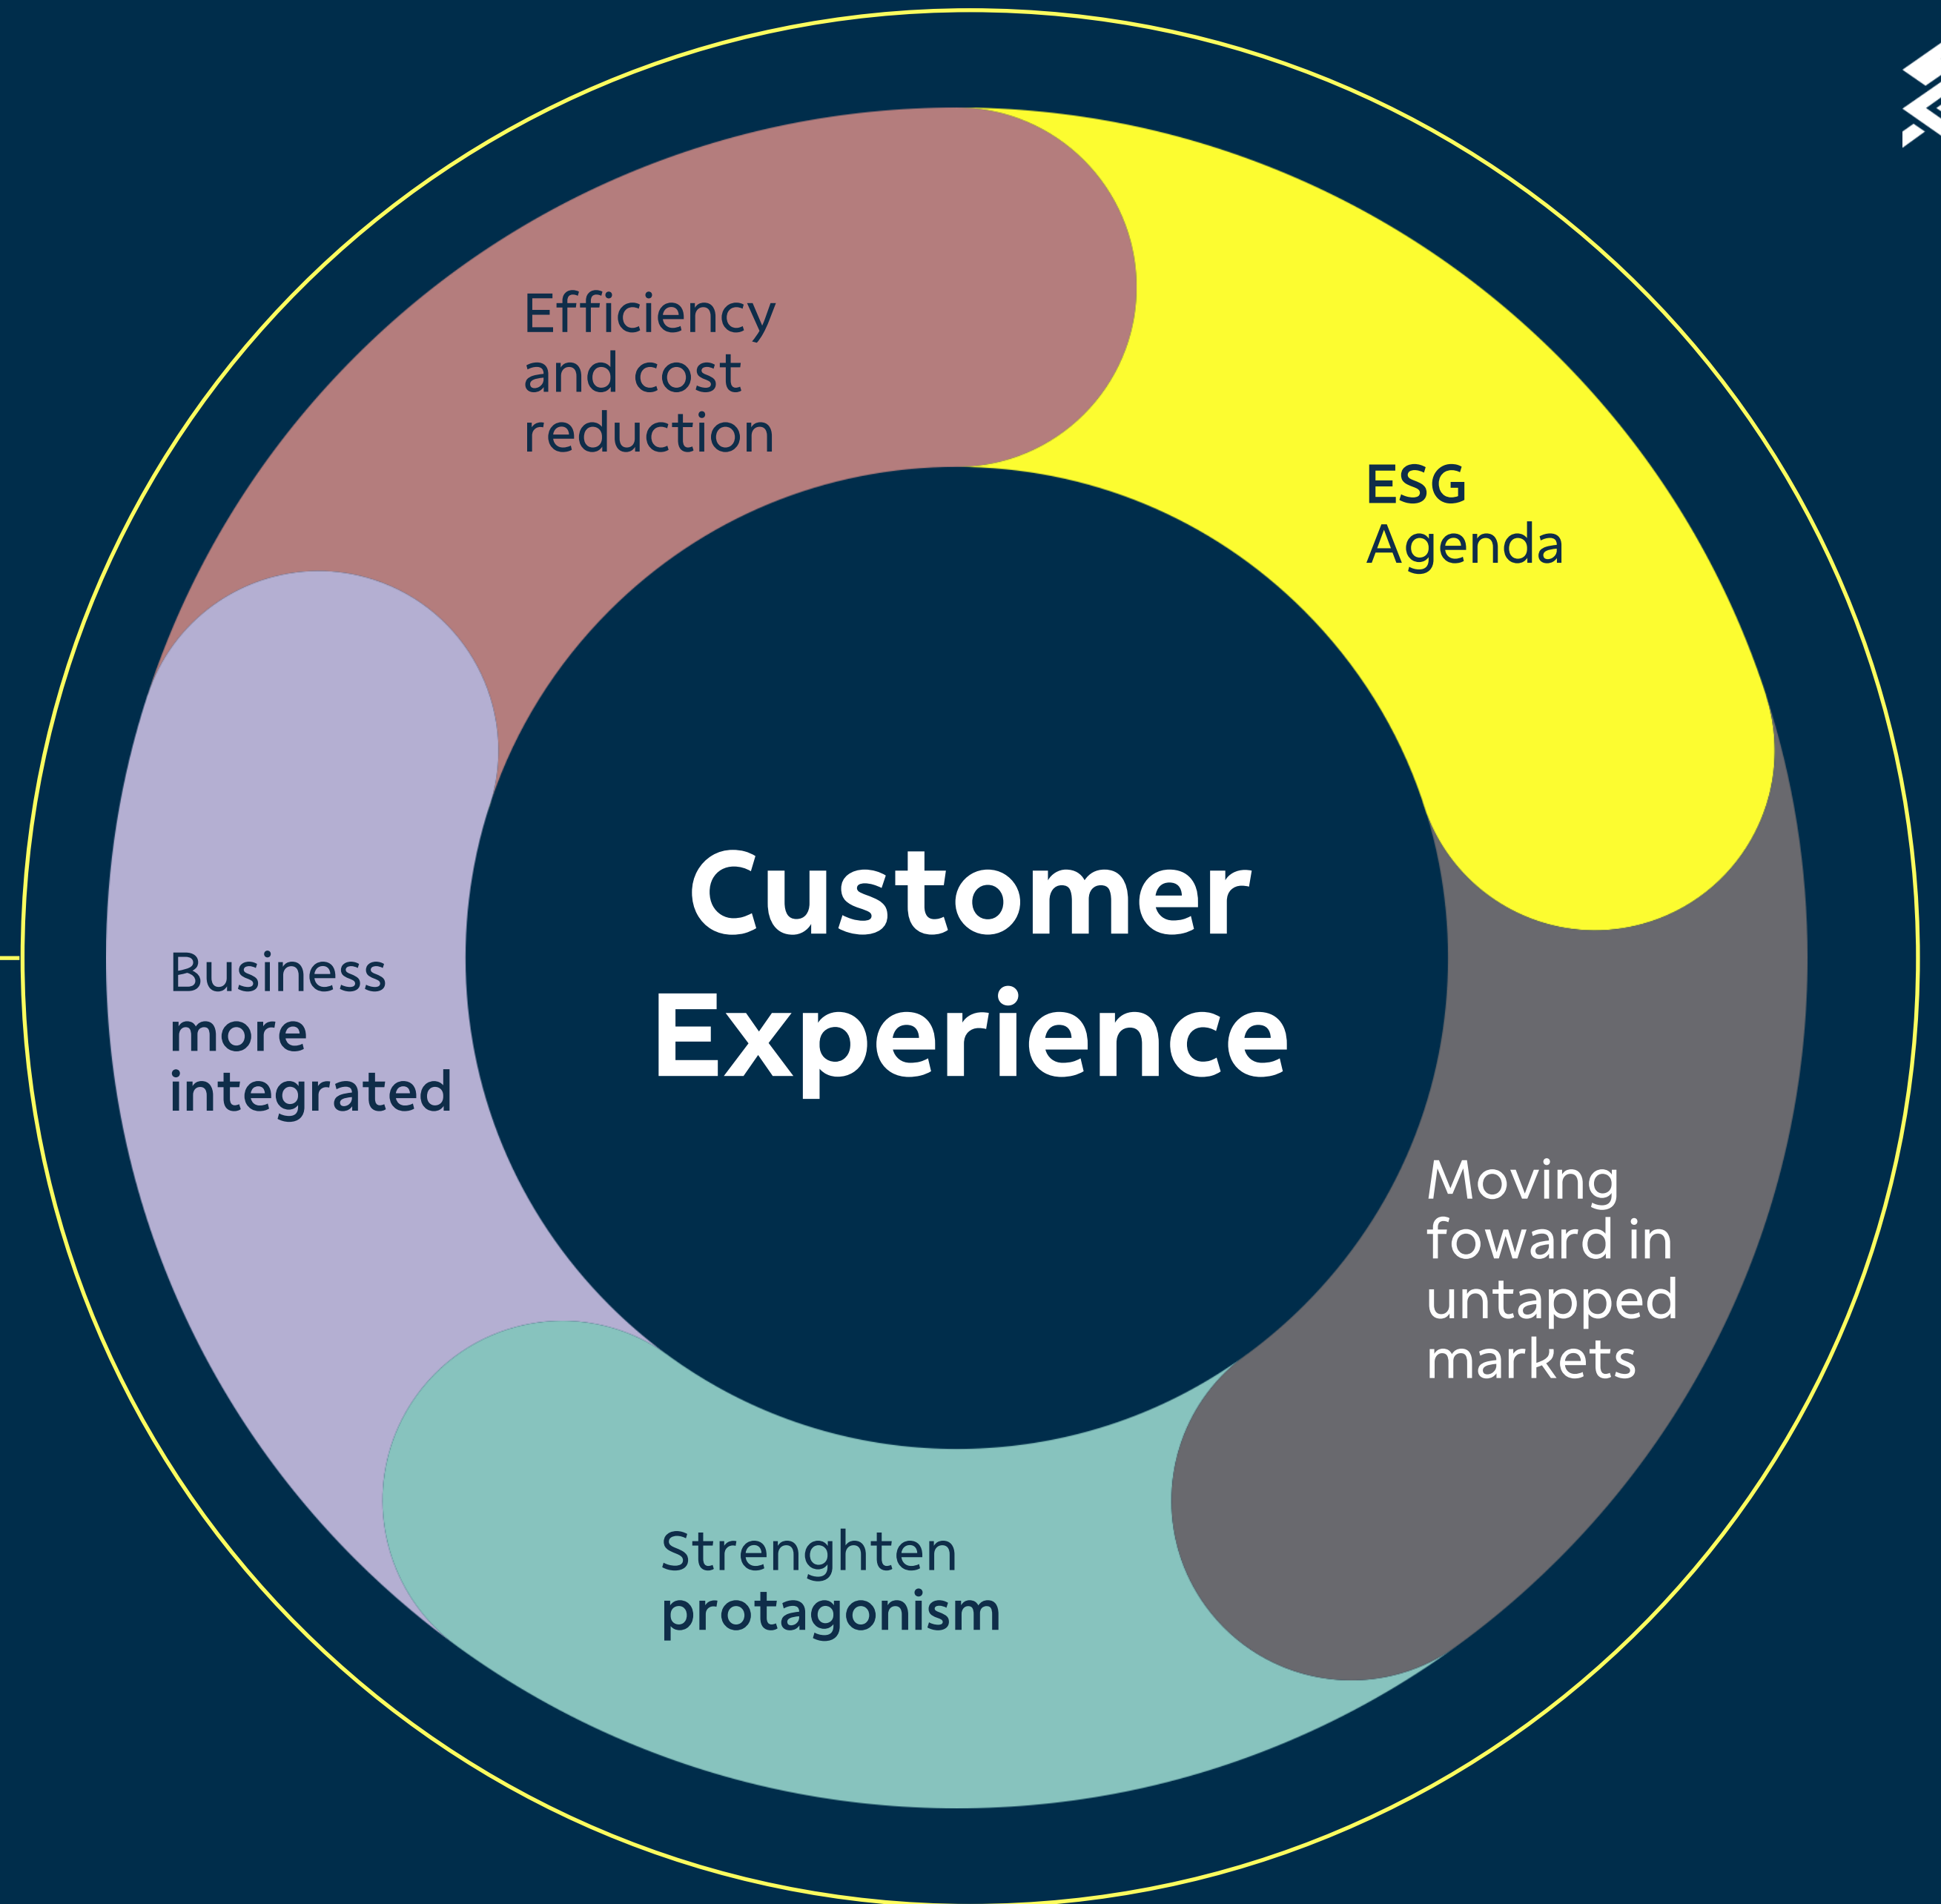 Efficiency
and cost
reduction
ESG
Agenda
Customer
Experience
Business
more
integrated
Moving
foward in
untapped
markets
Strenghten
protagonism